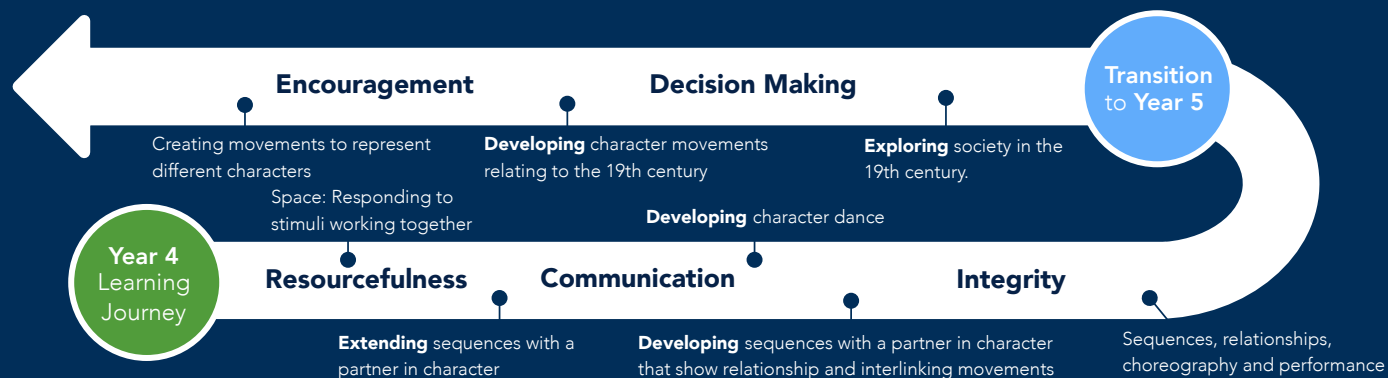 Encouragement
Decision Making
Transition
to Year 5
Creating movements to represent
different characters
Developing character movements
relating to the 19th century
Exploring society in the
19th century.
Space: Responding to
stimuli working together
Developing character dance
Year 4
Learning
Journey
Resourcefulness
Communication
Integrity
Extending sequences with a
partner in character
Developing sequences with a partner in character
that show relationship and interlinking movements
Sequences, relationships,
choreography and performance